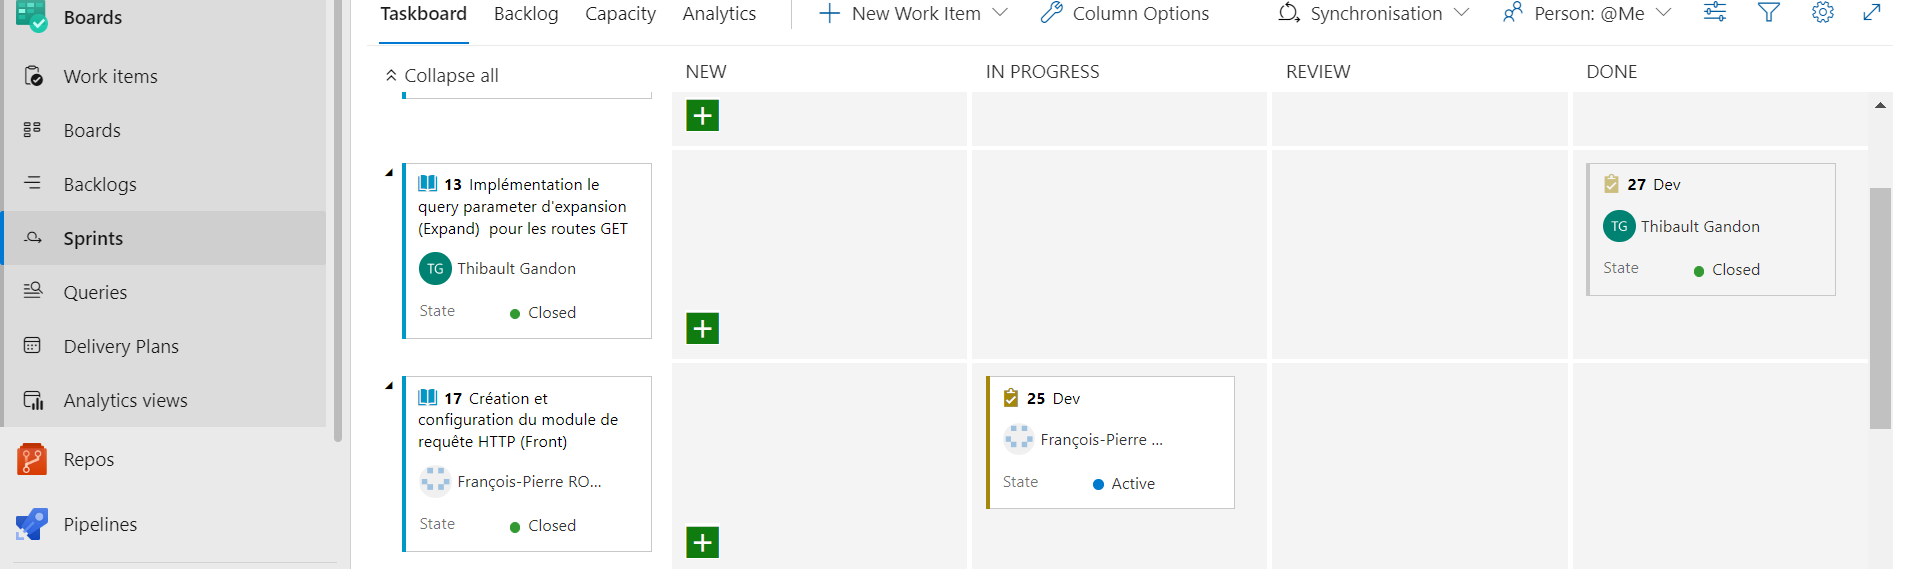 Boards
Work items
Boards
Backlogs
Sprints
Queries
Delivery Plans
Analytics views
Repos
Pipelines
Taskboard Backlog Capacity Analytics New Work Item Column Options Synchronisation Person: @Me
Collapse all NEW IN PROGRESS REVIEW DONE
13 Implémentation le
query parameter d'expansion
(Expand) pour les routes GET
Thibault Gandon
State Closed
27 Dev
Thibault Gandon
State Closed
17 Création et
configuration du module de
requête HTTP (Front)
François-Pierre RO...
State Closed
25 Dev
François-Pierre ...
State Active